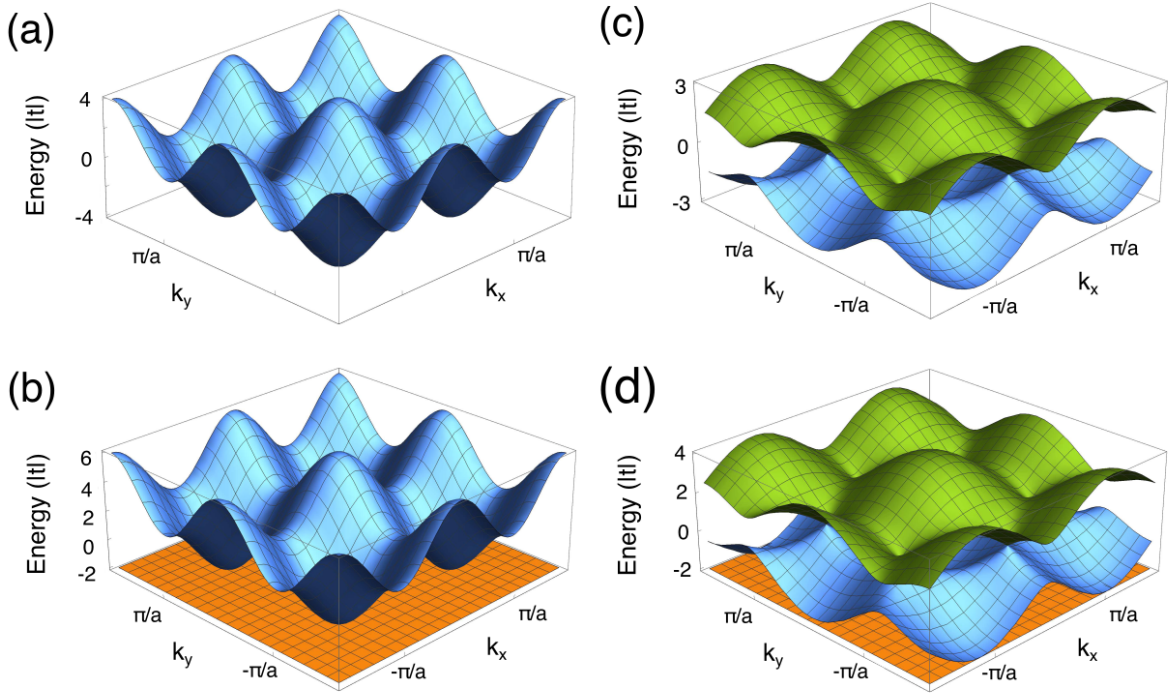 (a)
Energy (|t|)
4
0
-4
π/a
k_y
π/a
k_x
(c)
Energy (|t|)
3
0
-3
π/a
k_y
-π/a
-π/a
k_x
π/a
(b)
Energy (|t|)
6
4
2
0
-2
π/a
k_y
-π/a
-π/a
k_x
π/a
(d)
Energy (|t|)
4
2
0
-2
π/a
k_y
-π/a
-π/a
k_x
π/a